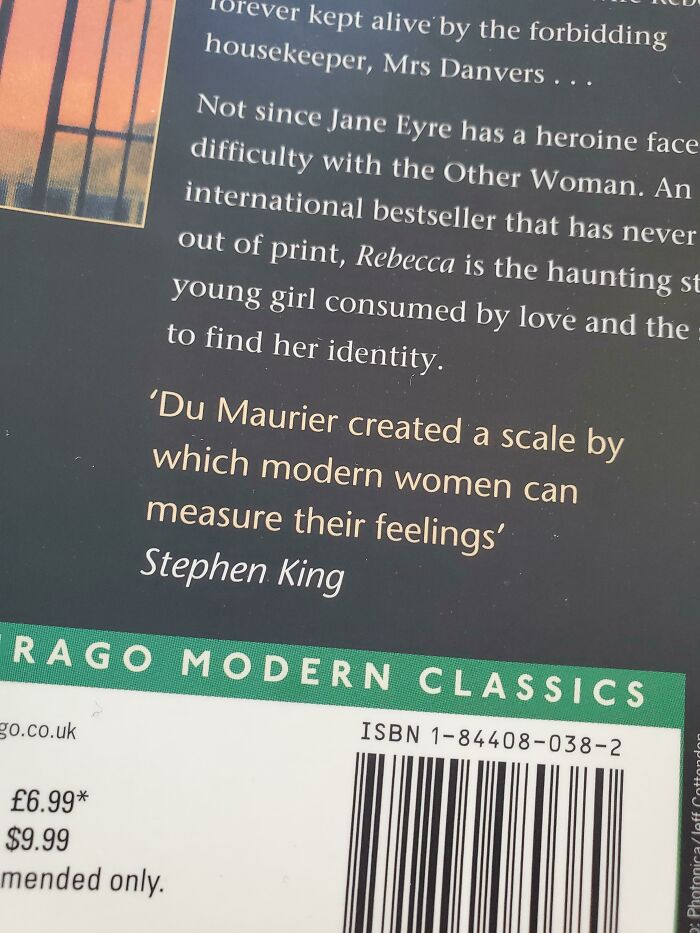 forever kept alive by the forbidding
housekeeper, Mrs Danvers . . .
Not since Jane Eyre has a heroine face
difficulty with the Other Woman. An
international bestseller that has never
out of print, Rebecca is the haunting st
young girl consumed by love and the
to find her identity.
'Du Maurier created a scale by
which modern women can
measure their feelings'
Stephen King
RAGO MODERN CLASSICS
go.co.uk
ISBN 1-84408-038-2
£6.99*
$9.99
mended only.
: Photonica/Jeff Cottenden